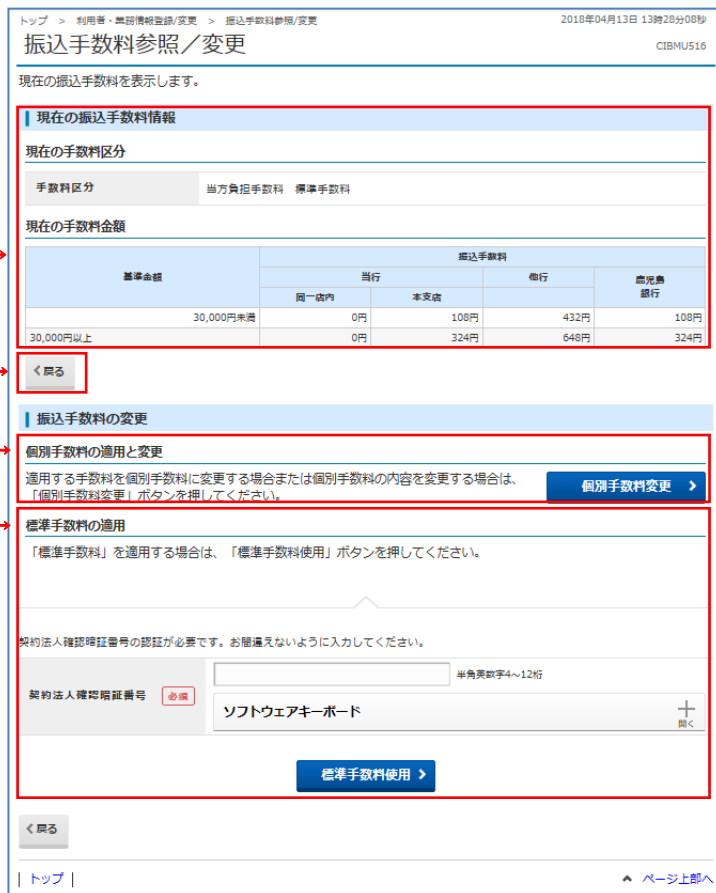 トップ > 利用者・業務情報登録/変更 > 振込手数料参照/変更
2018年04月13日 13時28分08秒
振込手数料参照／変更
CIBMU516
現在の振込手数料を表示します。
現在の振込手数料情報
現在の手数料区分
手数料区分 当方負担手数料 標準手数料
現在の手数料金額
基準金額 振込手数料
当行 他行 鹿児島銀行
同一店内 本支店
30,000円未満 0円 108円 432円 108円
30,000円以上 0円 324円 648円 324円
戻る
振込手数料の変更
個別手数料の適用と変更
適用する手数料を個別手数料に変更する場合または個別手数料の内容を変更する場合は、
「個別手数料変更」ボタンを押してください。
個別手数料変更
標準手数料の適用
「標準手数料」を適用する場合は、「標準手数料使用」ボタンを押してください。
契約法人確認暗証番号の認証が必要です。お間違えないように入力してください。
契約法人確認暗証番号 必須 半角英数字4～12桁
ソフトウェアキーボード 開く
標準手数料使用
戻る
| トップ | ページ上部へ